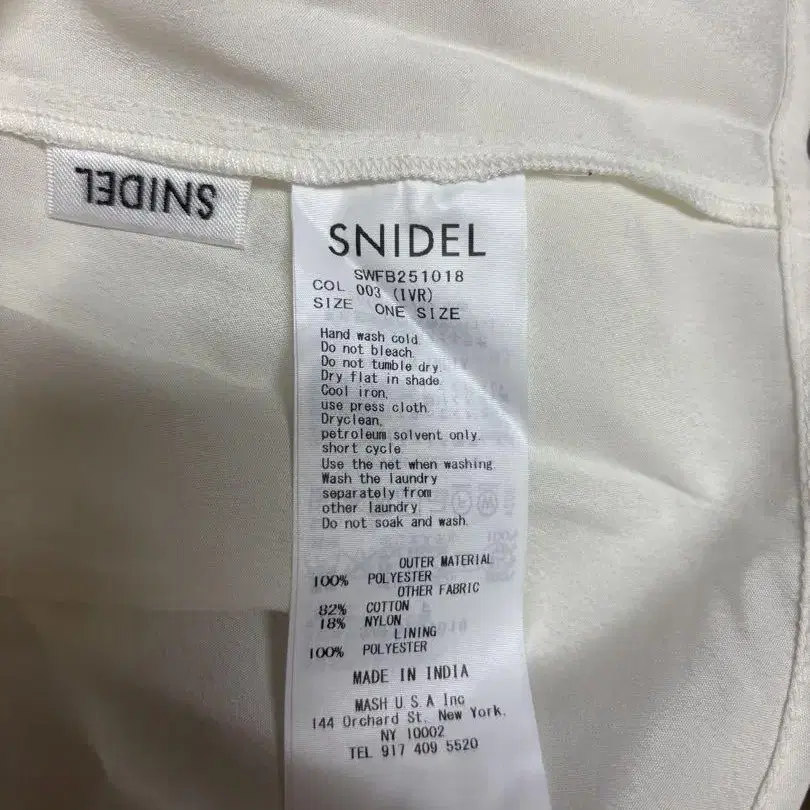 SNIDEL
SNIDEL
SWFB251018
COL 003 (IVR)
SIZE ONE SIZE
Hand wash cold.
Do not bleach.
Do not tumble dry.
Dry flat in shade.
Cool iron,
use press cloth.
Dryclean,
petroleum solvent only.
short cycle.
Use the net when washing.
Wash the laundry
separately from
other laundry.
Do not soak and wash.
OUTER MATERIAL
100% POLYESTER
OTHER FABRIC
82% COTTON
18% NYLON
LINING
100% POLYESTER
MADE IN INDIA
MASH U.S.A Inc
144 Orchard St. New York,
NY 10002
TEL 917 409 5520